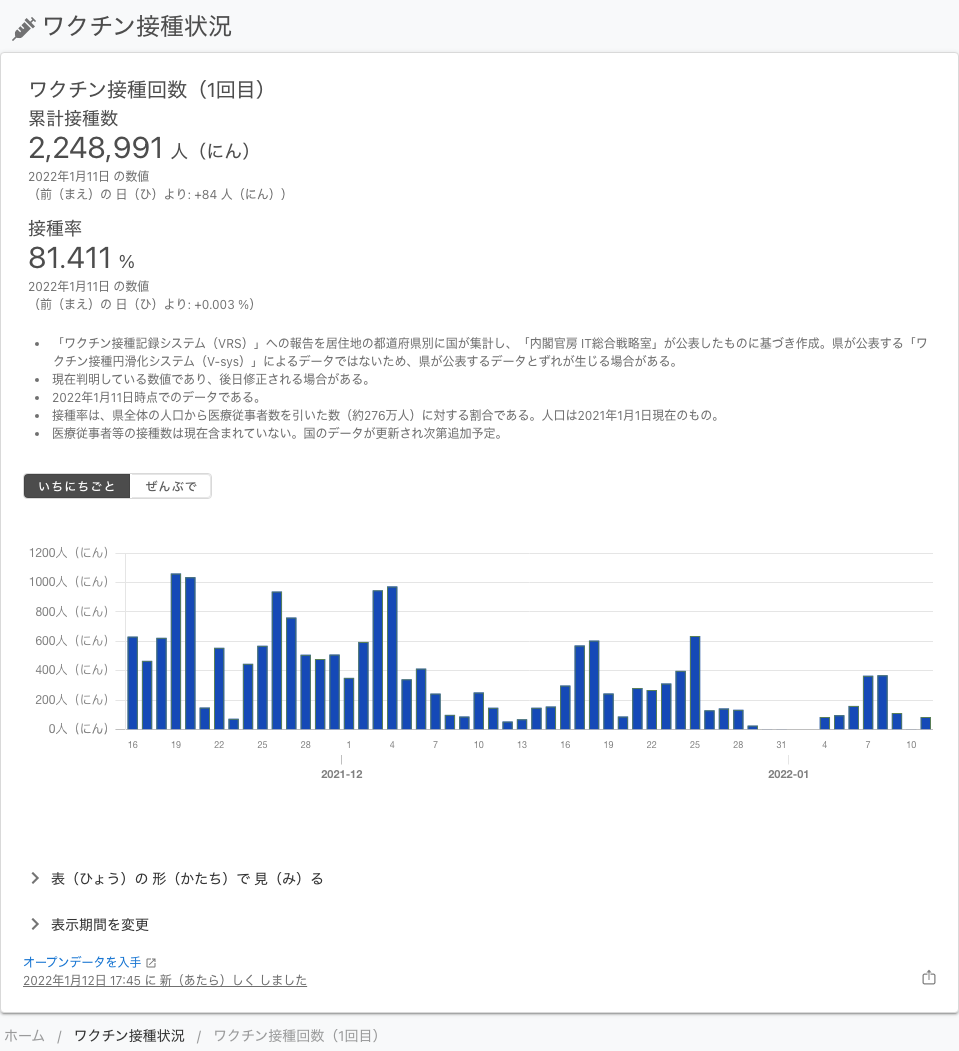 ワクチン接種状況
ワクチン接種回数（1回目）
累計接種数
2,248,991 人（にん）
2022年1月11日 の数値
（前（まえ）の 日（ひ）より: +84 人（にん））
接種率
81.411 %
2022年1月11日 の数値
（前（まえ）の 日（ひ）より: +0.003 %）
• 「ワクチン接種記録システム（VRS）」への報告を居住地の都道府県別に国が集計し、「内閣官房 IT総合戦略室」が公表したものに基づき作成。県が公表する「ワ
クチン接種円滑化システム（V-sys）」によるデータではないため、県が公表するデータとずれが生じる場合がある。
• 現在判明している数値であり、後日修正される場合がある。
• 2022年1月11日時点でのデータである。
• 接種率は、県全体の人口から医療従事者数を引いた数（約276万人）に対する割合である。人口は2021年1月1日現在のもの。
• 医療従事者等の接種数は現在含まれていない。国のデータが更新され次第追加予定。
いちにちごと ぜんぶで
1200人（にん）
1000人（にん）
800人（にん）
600人（にん）
400人（にん）
200人（にん）
0人（にん）
16 19 22 25 28 1 4 7 10 13 16 19 22 25 28 31 4 7 10
2021-12 2022-01
表（ひょう）の 形（かたち）で 見（み）る
表示期間を変更
オープンデータを入手
2022年1月12日 17:45 に 新（あたら）しく しました
ホーム / ワクチン接種状況 / ワクチン接種回数（1回目）